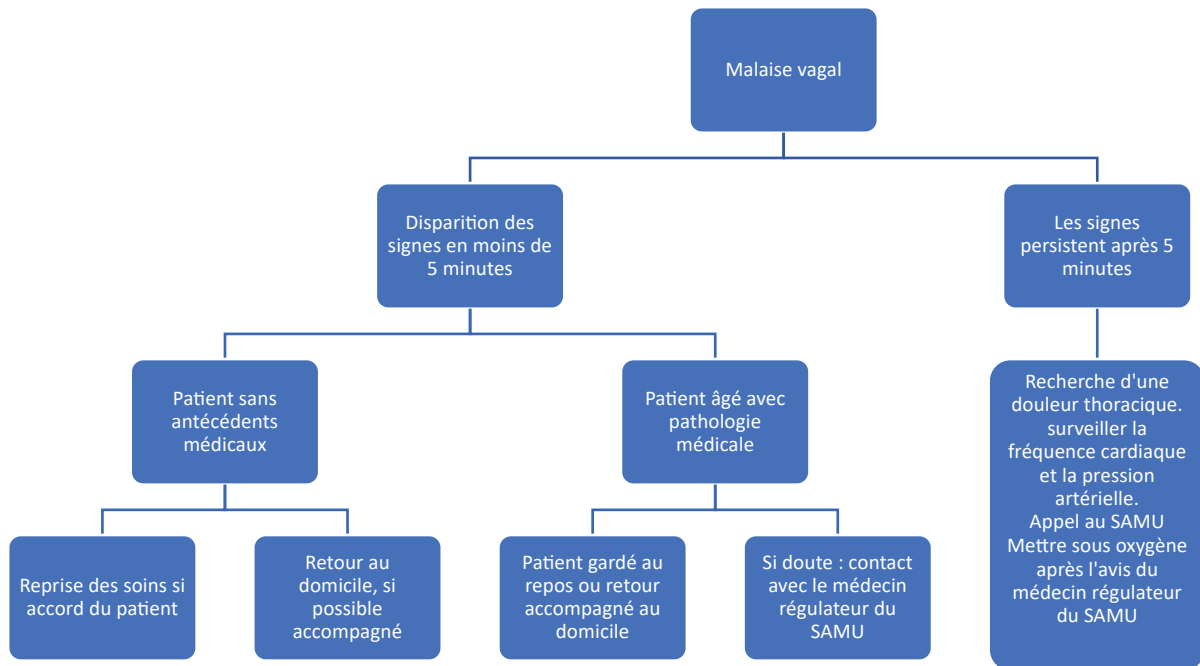 Malaise vagal
Disparition des
signes en moins de
5 minutes
Les signes
persistent après 5
minutes
Patient sans
antécédents
médicaux
Patient âgé avec
pathologie
médicale
Recherche d'une
douleur thoracique.
surveiller la
fréquence cardiaque
et la pression
artérielle.
Appel au SAMU
Mettre sous oxygène
après l'avis du
médecin régulateur
du SAMU
Reprise des soins si
accord du patient
Retour au
domicile, si
possible
accompagné
Patient gardé au
repos ou retour
accompagné au
domicile
Si doute : contact
avec le médecin
régulateur du
SAMU